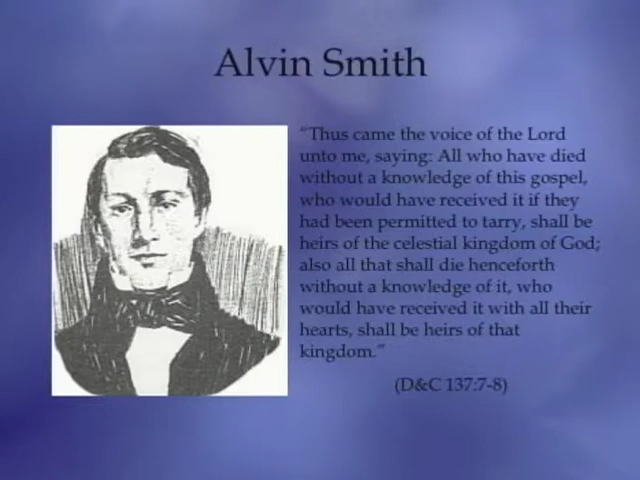 Alvin Smith
“Thus came the voice of the Lord
unto me, saying: All who have died
without a knowledge of this gospel,
who would have received it if they
had been permitted to tarry, shall be
heirs of the celestial kingdom of God;
also all that shall die henceforth
without a knowledge of it, who
would have received it with all their
hearts, shall be heirs of that
kingdom.”
(D&C 137:7-8)